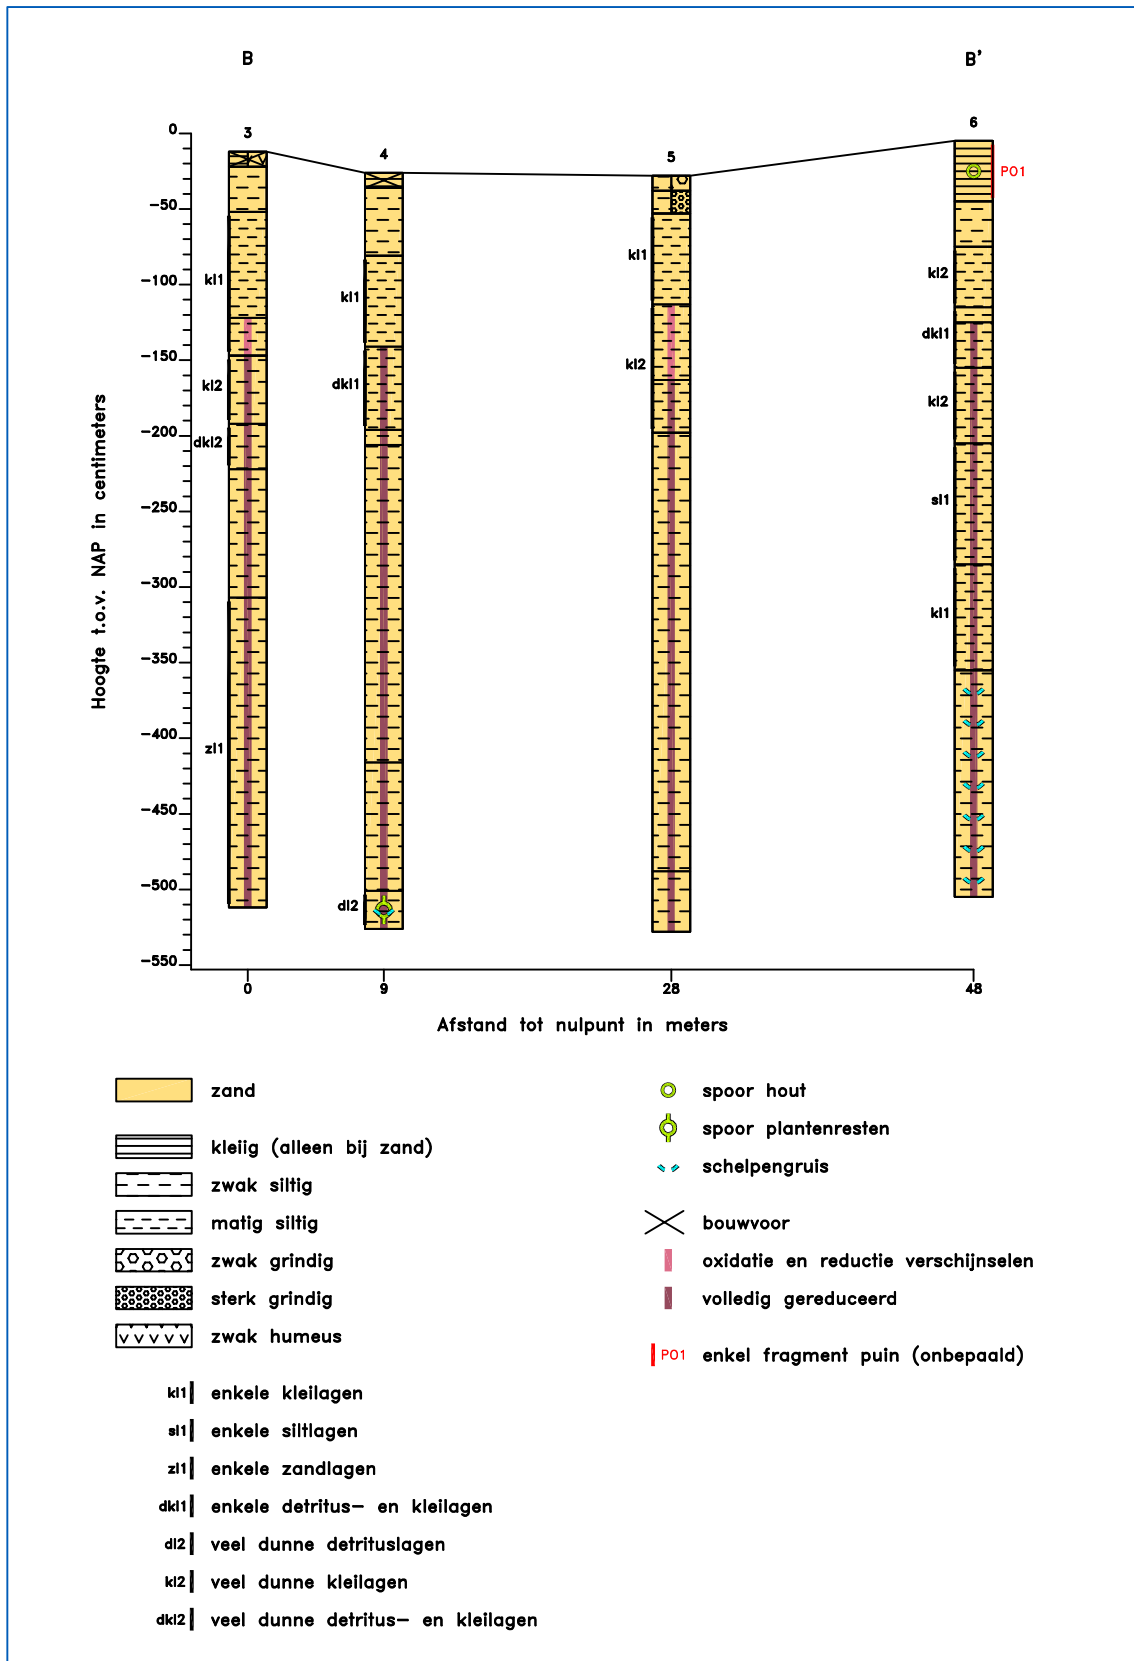 B B'
3
4
5
6
0
-50
-100
-150
-200
-250
-300
-350
-400
-450
-500
-550
Hoogte t.o.v. NAP in centimeters
kl1
kl2
dkl2
zl1
kl1
dkl1
dl2
kl1
kl2
PO1
kl2
dkl1
kl2
sl1
kl1
0 9 28 48
Afstand tot nulpunt in meters
zand
kleiig (alleen bij zand)
zwak siltig
matig siltig
zwak grindig
sterk grindig
zwak humeus
kl1 enkele kleilagen
sl1 enkele siltlagen
zl1 enkele zandlagen
dkl1 enkele detritus- en kleilagen
dl2 veel dunne detrituslagen
kl2 veel dunne kleilagen
dkl2 veel dunne detritus- en kleilagen
spoor hout
spoor plantenresten
schelpengruis
bouwvoor
oxidatie en reductie verschijnselen
volledig gereduceerd
PO1 enkel fragment puin (onbepaald)